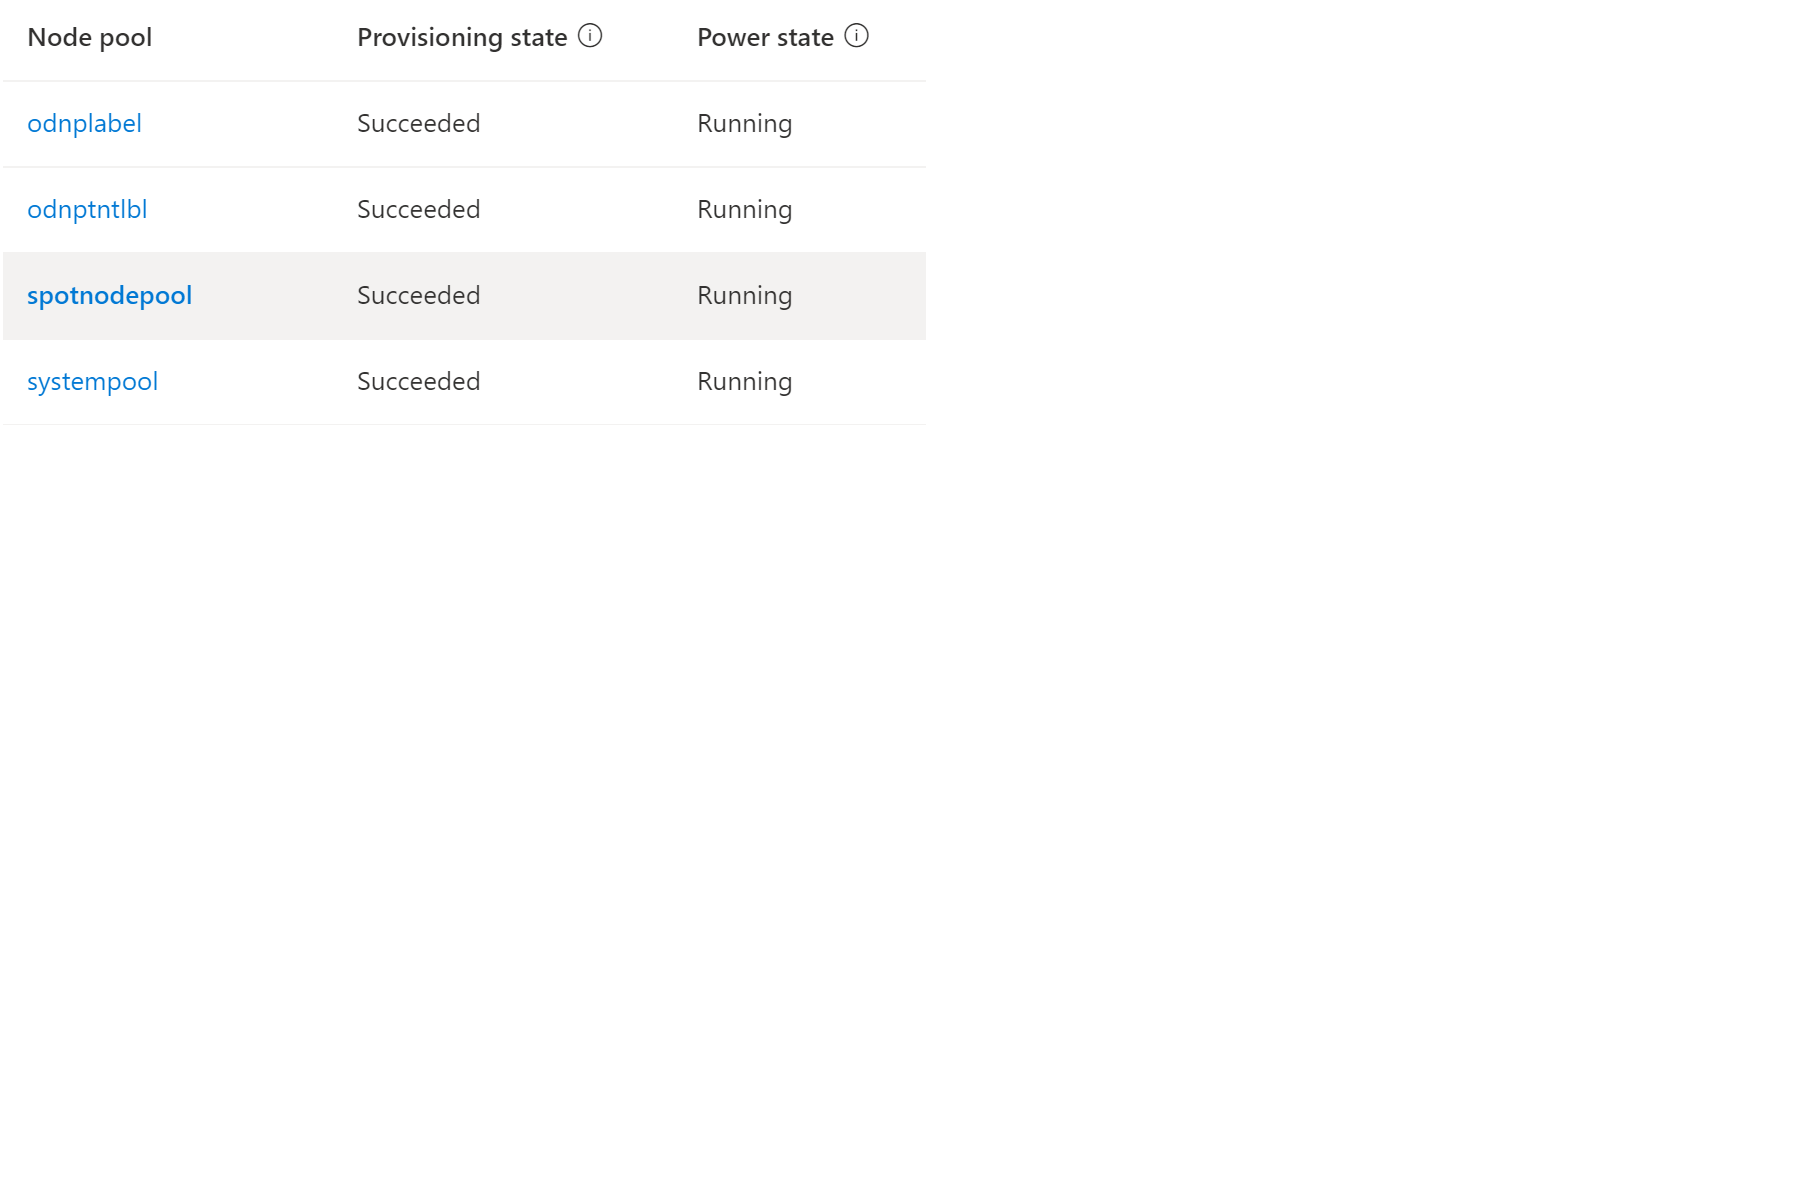 Node pool Provisioning state Power state
odnplabel Succeeded Running
odnptntlbl Succeeded Running
spotnodepool Succeeded Running
systempool Succeeded Running